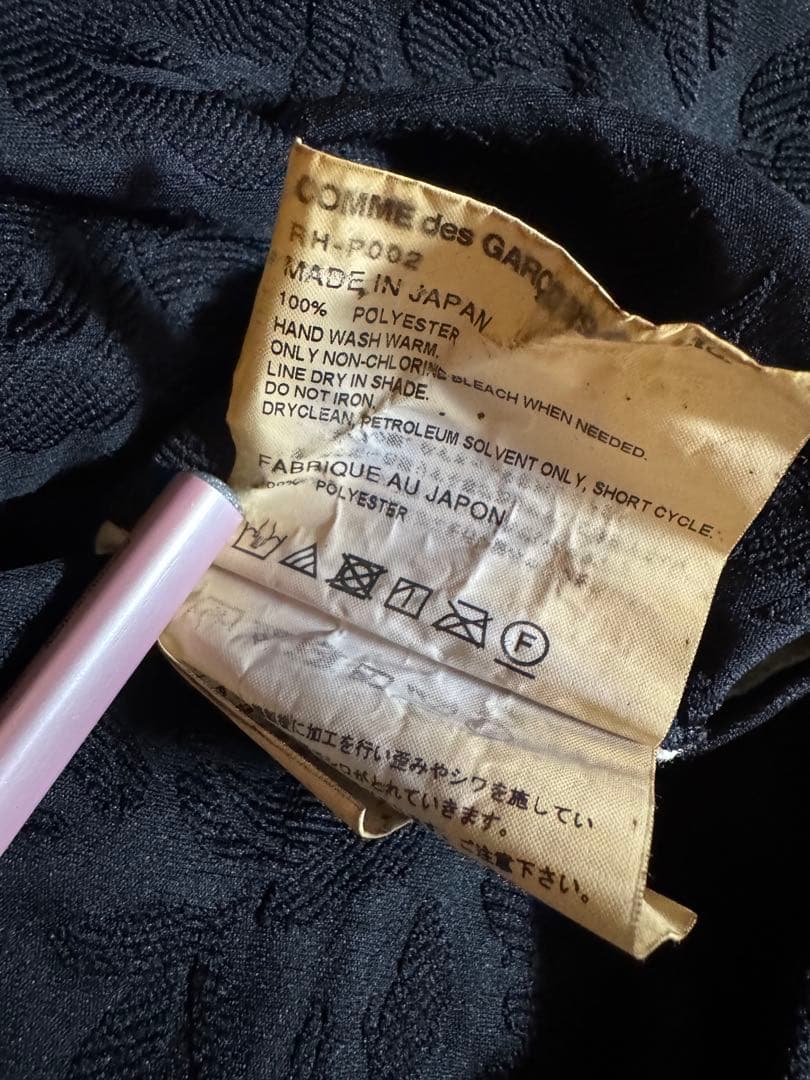 COMME des GARÇONS
RH-P002
MADE IN JAPAN
100% POLYESTER
HAND WASH WARM.
ONLY NON-CHLORINE BLEACH WHEN NEEDED.
LINE DRY IN SHADE.
DO NOT IRON.
DRYCLEAN, PETROLEUM SOLVENT ONLY, SHORT CYCLE.
FABRIQUE AU JAPON
100% POLYESTER
F
に加工を行い歪みやシワを施してい
シワがとれていきます。
ご注意下さい。